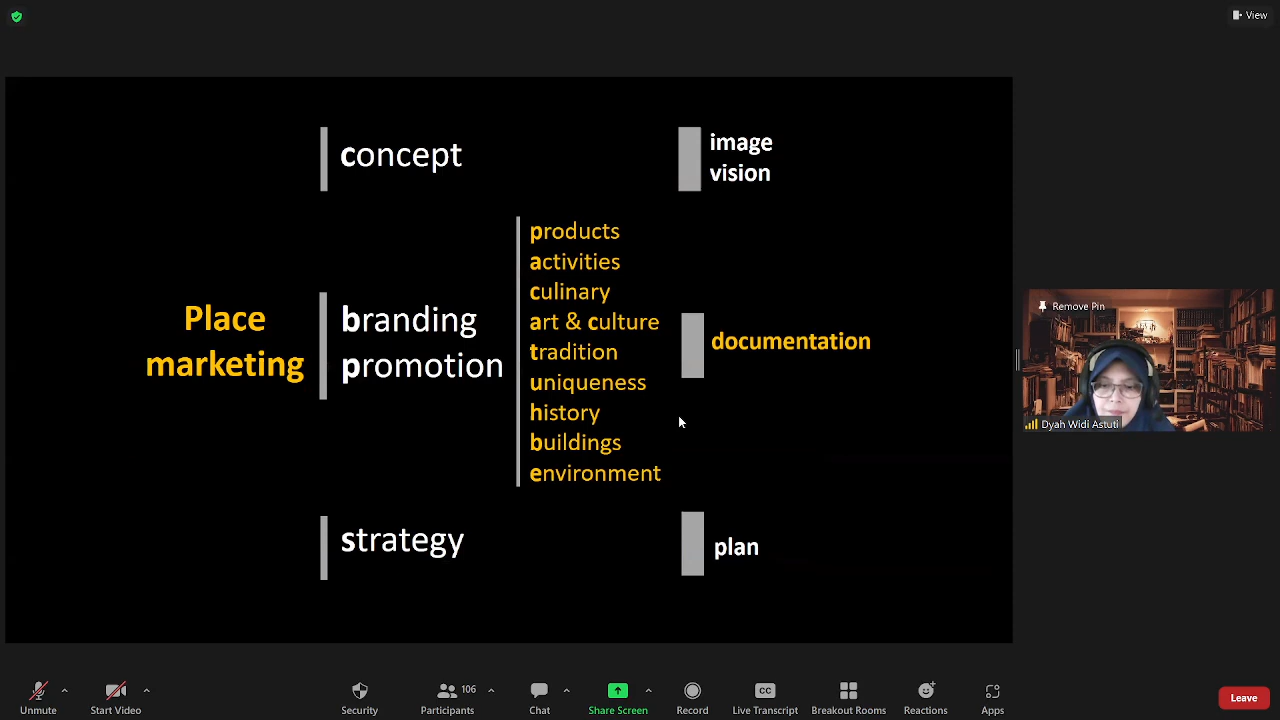 View
concept
image
vision
Place
marketing
branding
promotion
products
activities
culinary
art & culture
tradition
uniqueness
history
buildings
environment
documentation
strategy
plan
Remove Pin
Dyah Widi Astuti
Unmute
Start Video
Security
106
Participants
Chat
Share Screen
Record
CC
Live Transcript
Breakout Rooms
Reactions
Apps
Leave